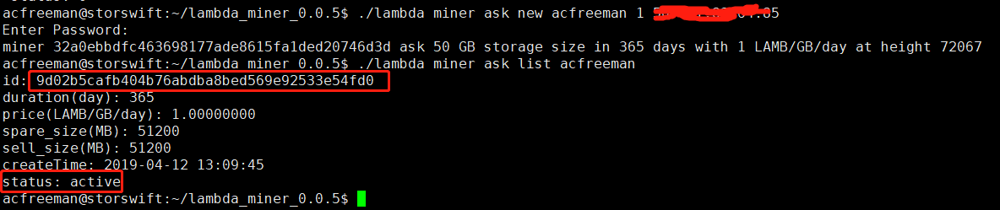 acfreeman@storswift:~/lambda_miner_0.0.5$ ./lambda miner ask new acfreeman 1
Enter Password:
miner 32a0ebbdfc463698177ade8615fa1ded20746d3d ask 50 GB storage size in 365 days with 1 LAMB/GB/day at height 72067
acfreeman@storswift:~/lambda_miner_0.0.5$ ./lambda miner ask list acfreeman
id: 9d02b5cafb404b76abdba8bed569e92533e54fd0
duration(day): 365
price(LAMB/GB/day): 1.00000000
spare_size(MB): 51200
sell_size(MB): 51200
createTime: 2019-04-12 13:09:45
status: active
acfreeman@storswift:~/lambda_miner_0.0.5$